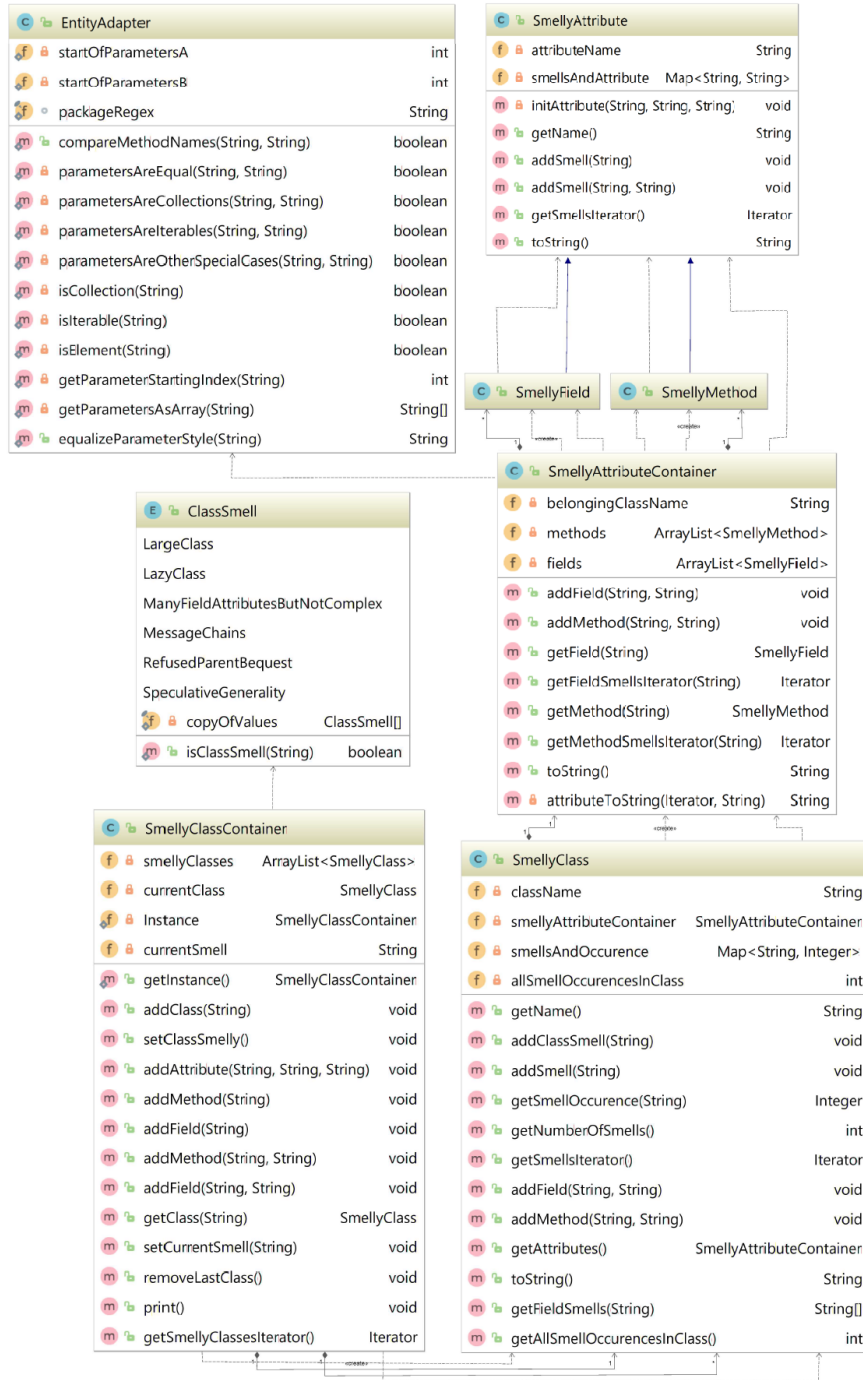 EntityAdapter
startOfParametersA int
startOfParametersB int
packageRegex String
compareMethodNames(String, String) boolean
parametersAreEqual(String, String) boolean
parametersAreCollections(String, String) boolean
parametersAreIterables(String, String) boolean
parametersAreOtherSpecialCases(String, String) boolean
isCollection(String) boolean
isIterable(String) boolean
isElement(String) boolean
getParameterStartingIndex(String) int
getParametersAsArray(String) String[]
equalizeParameterStyle(String) String
SmellyAttribute
attributeName String
smellsAndAttribute Map<String, String>
initAttribute(String, String, String) void
getName() String
addSmell(String) void
addSmell(String, String) void
getSmellsIterator() Iterator
toString() String
SmellyField
SmellyMethod
* «create» «create» *
1 1
SmellyAttributeContainer
belongingClassName String
methods ArrayList<SmellyMethod>
fields ArrayList<SmellyField>
addField(String, String) void
addMethod(String, String) void
getField(String) SmellyField
getFieldSmellsIterator(String) Iterator
getMethod(String) SmellyMethod
getMethodSmellsIterator(String) Iterator
toString() String
attributeToString(Iterator, String) String
ClassSmell
LargeClass
LazyClass
ManyFieldAttributesButNotComplex
MessageChains
RefusedParentBequest
SpeculativeGenerality
copyOfValues ClassSmell[]
isClassSmell(String) boolean
SmellyClassContainer
smellyClasses ArrayList<SmellyClass>
currentClass SmellyClass
Instance SmellyClassContainer
currentSmell String
getInstance() SmellyClassContainer
addClass(String) void
setClassSmelly() void
addAttribute(String, String, String) void
addMethod(String) void
addField(String) void
addMethod(String, String) void
addField(String, String) void
getClass(String) SmellyClass
setCurrentSmell(String) void
removeLastClass() void
print() void
getSmellyClassesIterator() Iterator
1 1 «create»
SmellyClass
className String
smellyAttributeContainer SmellyAttributeContainer
smellsAndOccurence Map<String, Integer>
allSmellOccurencesInClass int
getName() String
addClassSmell(String) void
addSmell(String) void
getSmellOccurence(String) Integer
getNumberOfSmells() int
getSmellsIterator() Iterator
addField(String, String) void
addMethod(String, String) void
getAttributes() SmellyAttributeContainer
toString() String
getFieldSmells(String) String[]
getAllSmellOccurencesInClass() int
1 1 «create» 1 *